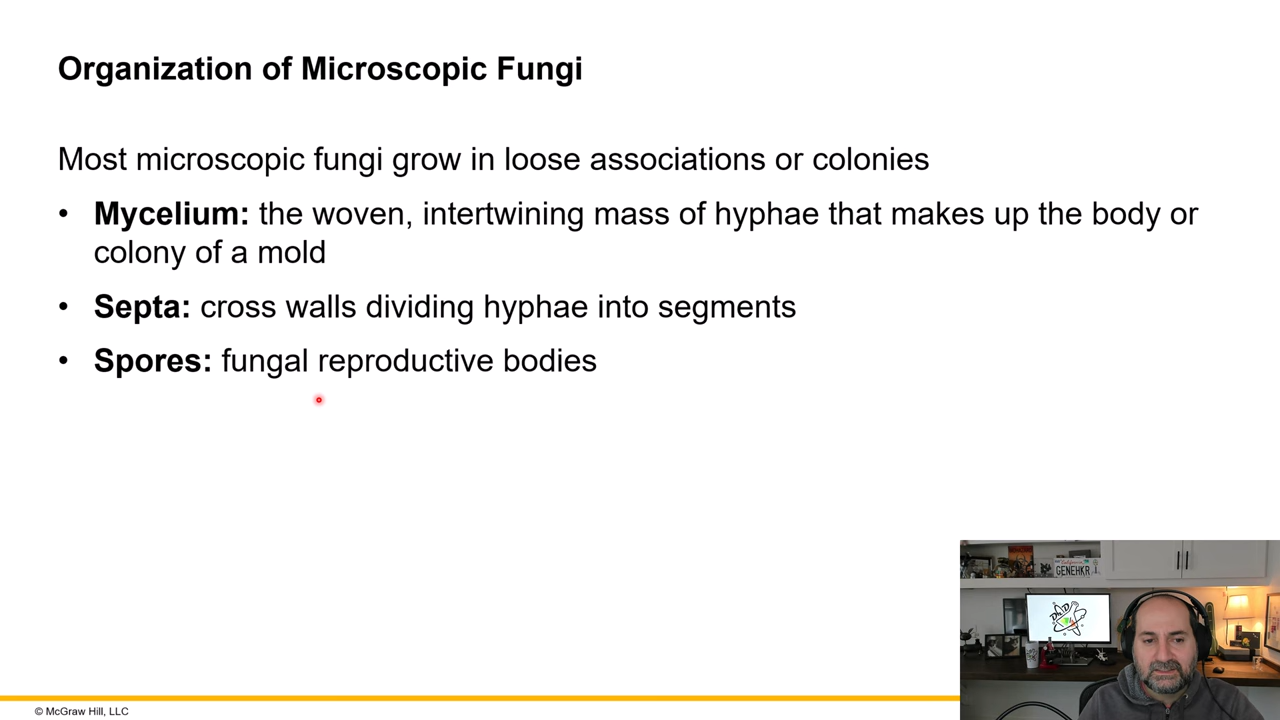 Organization of Microscopic Fungi
Most microscopic fungi grow in loose associations or colonies
• Mycelium: the woven, intertwining mass of hyphae that makes up the body or
colony of a mold
• Septa: cross walls dividing hyphae into segments
• Spores: fungal reproductive bodies
GENEHKR
© McGraw Hill, LLC